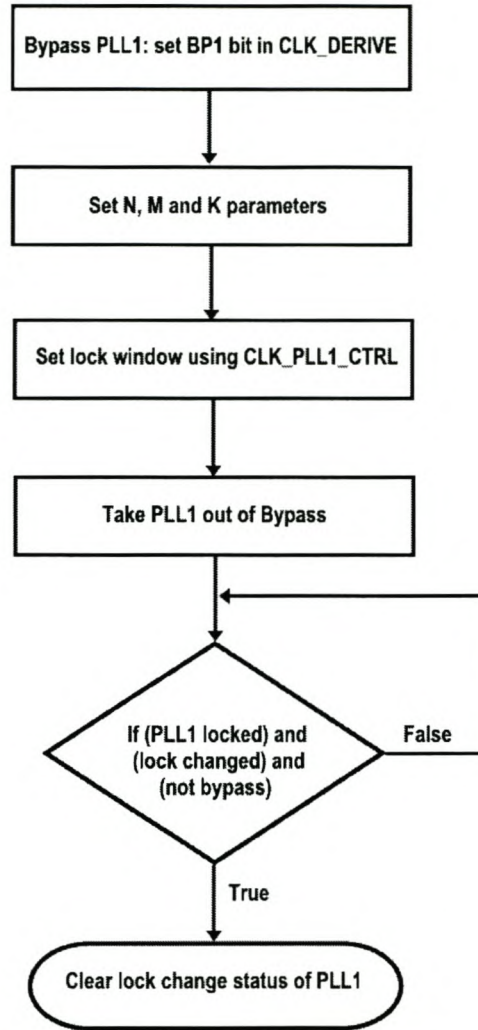 Bypass PLL1: set BP1 bit in CLK_DERIVE
Set N, M and K parameters
Set lock window using CLK_PLL1_CTRL
Take PLL1 out of Bypass
If (PLL1 locked) and
(lock changed) and
(not bypass)
False
True
Clear lock change status of PLL1